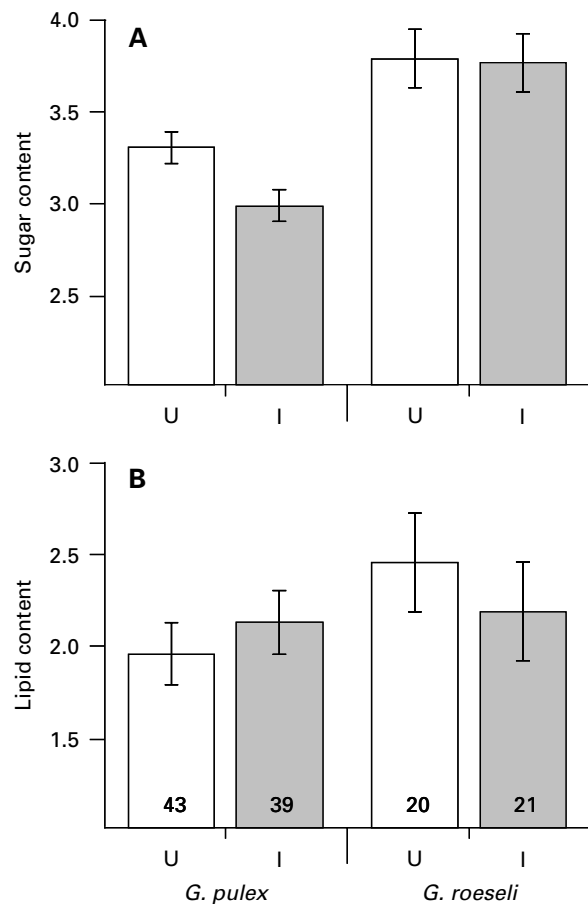 A
Sugar content
4.0
3.5
3.0
2.5
U I U I
B
Lipid content
3.0
2.5
2.0
1.5
43 39 20 21
U I U I
G. pulex G. roeseli